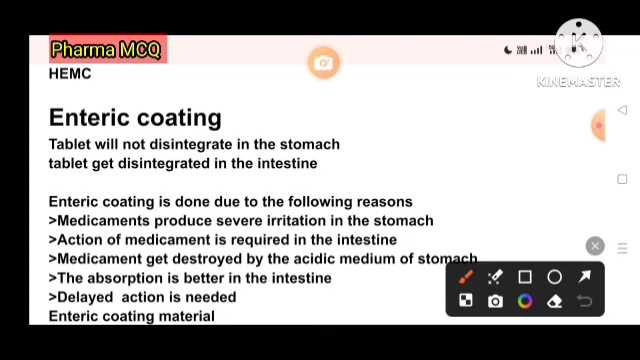 Pharma MCQ
KINEMASTER
HEMC
Enteric coating
Tablet will not disintegrate in the stomach
tablet get disintegrated in the intestine
Enteric coating is done due to the following reasons
>Medicaments produce severe irritation in the stomach
>Action of medicament is required in the intestine
>Medicament get destroyed by the acidic medium of stomach
>The absorption is better in the intestine
>Delayed action is needed
Enteric coating material